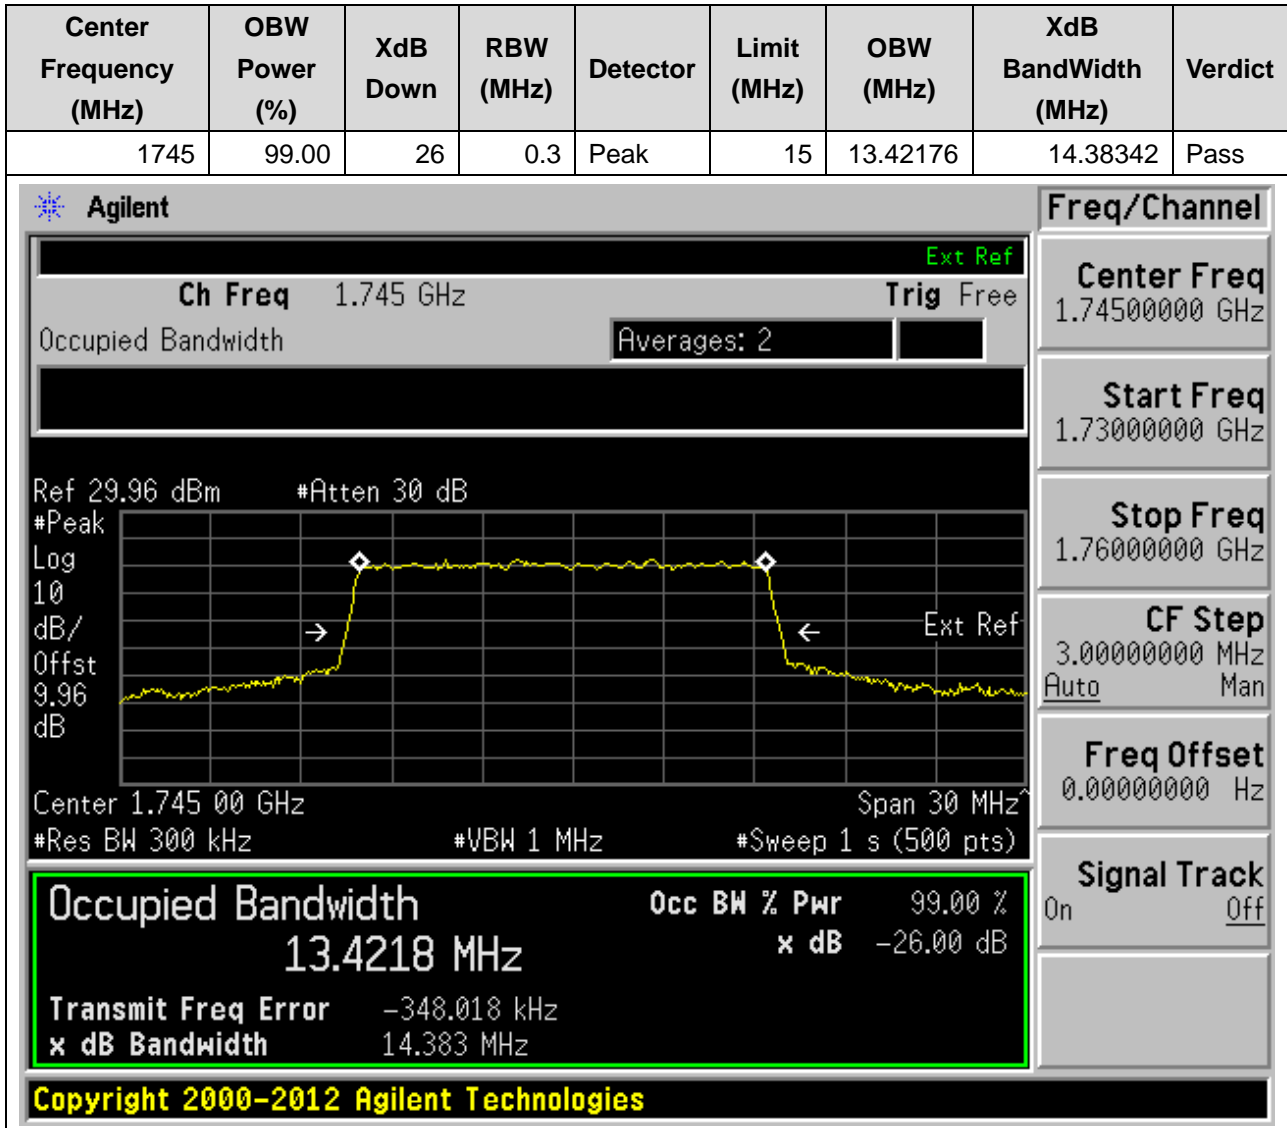 Center Frequency (MHz) OBW Power (%) XdB Down RBW (MHz) Detector Limit (MHz) OBW (MHz) XdB BandWidth (MHz) Verdict
1745 99.00 26 0.3 Peak 15 13.42176 14.38342 Pass
Agilent
Freq/Channel
Ext Ref
Ch Freq 1.745 GHz Trig Free
Occupied Bandwidth Averages: 2
Center Freq
1.74500000 GHz
Start Freq
1.73000000 GHz
Stop Freq
1.76000000 GHz
CF Step
3.00000000 MHz
Auto Man
Freq Offset
0.00000000 Hz
Signal Track
On Off
Ref 29.96 dBm #Atten 30 dB
#Peak
Log
10
dB/
Offst
9.96
dB
Ext Ref
Center 1.745 00 GHz Span 30 MHz^
#Res BW 300 kHz #VBW 1 MHz #Sweep 1 s (500 pts)
Occupied Bandwidth Occ BW % Pwr 99.00 %
13.4218 MHz x dB -26.00 dB
Transmit Freq Error -348.018 kHz
x dB Bandwidth 14.383 MHz
Copyright 2000-2012 Agilent Technologies